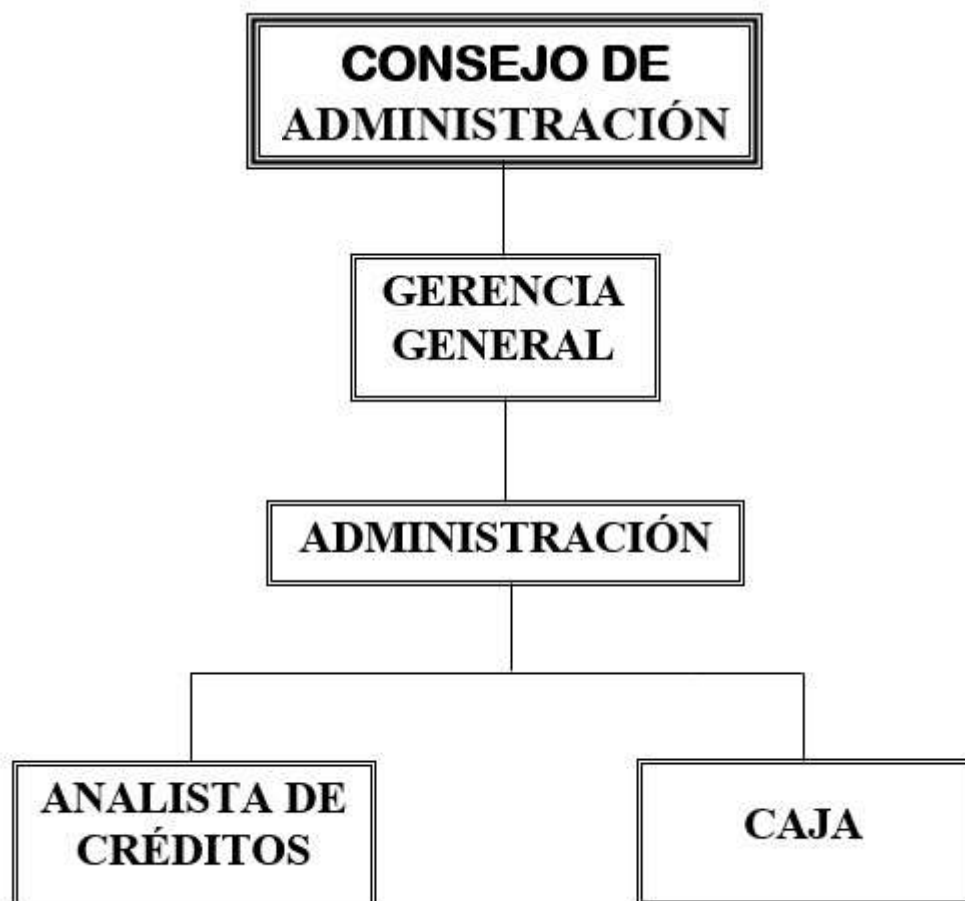 CONSEJO DE
ADMINISTRACIÓN
GERENCIA
GENERAL
ADMINISTRACIÓN
ANALISTA DE
CRÉDITOS
CAJA